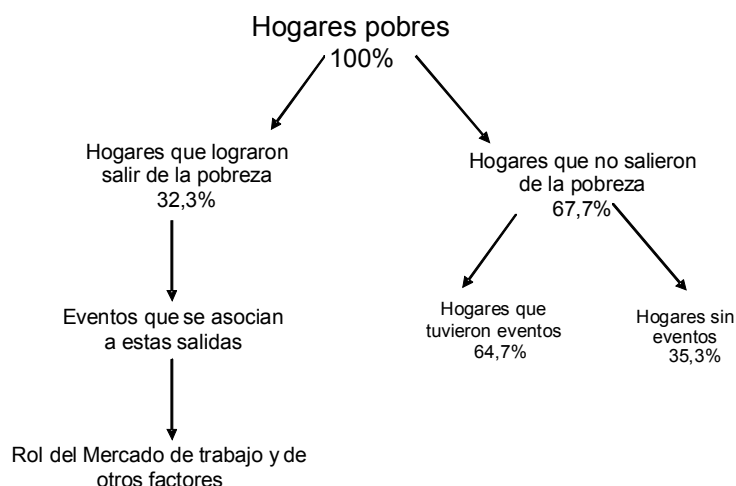 Hogares pobres
100%
Hogares que lograron
salir de la pobreza
32,3%
Hogares que no salieron
de la pobreza
67,7%
Eventos que se asocian
a estas salidas
Hogares que
tuvieron eventos
64,7%
Hogares sin
eventos
35,3%
Rol del Mercado de trabajo y de
otros factores